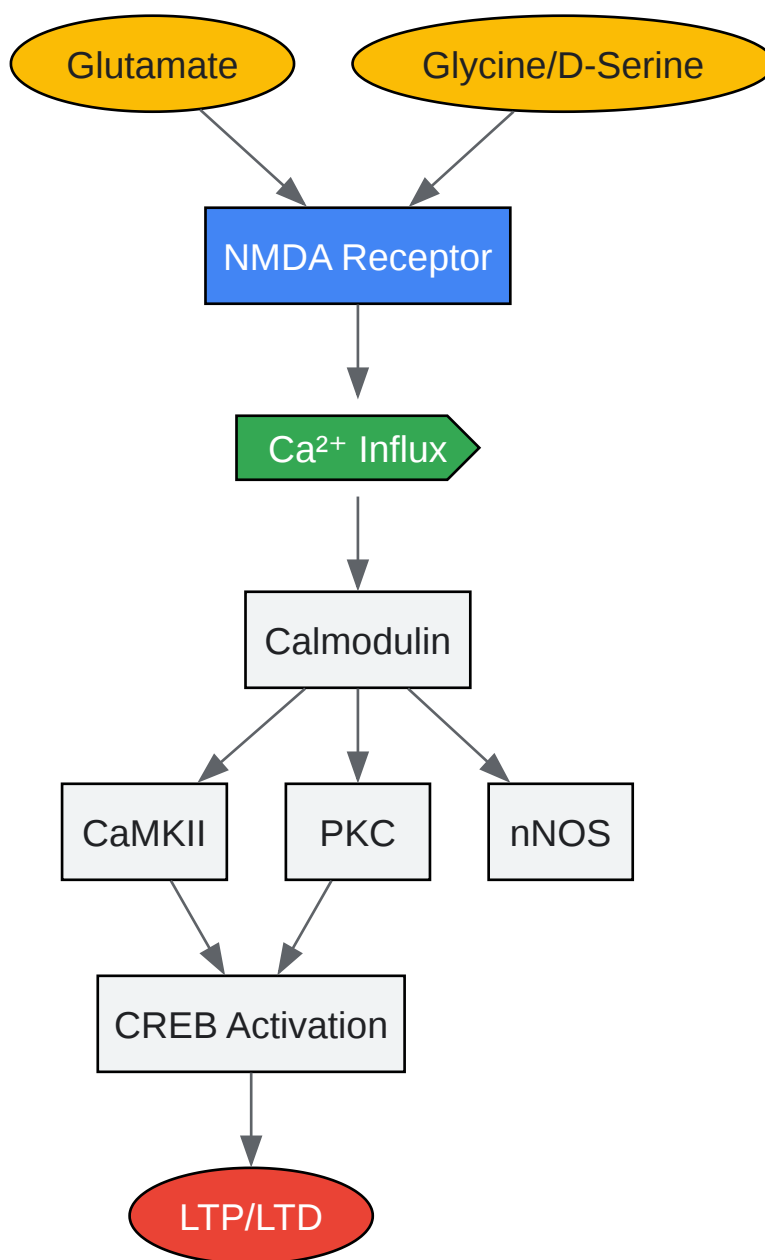 Glutamate
Glycine/D-Serine
NMDA Receptor
Ca²⁺ Influx
Calmodulin
CaMKII
PKC
nNOS
CREB Activation
LTP/LTD